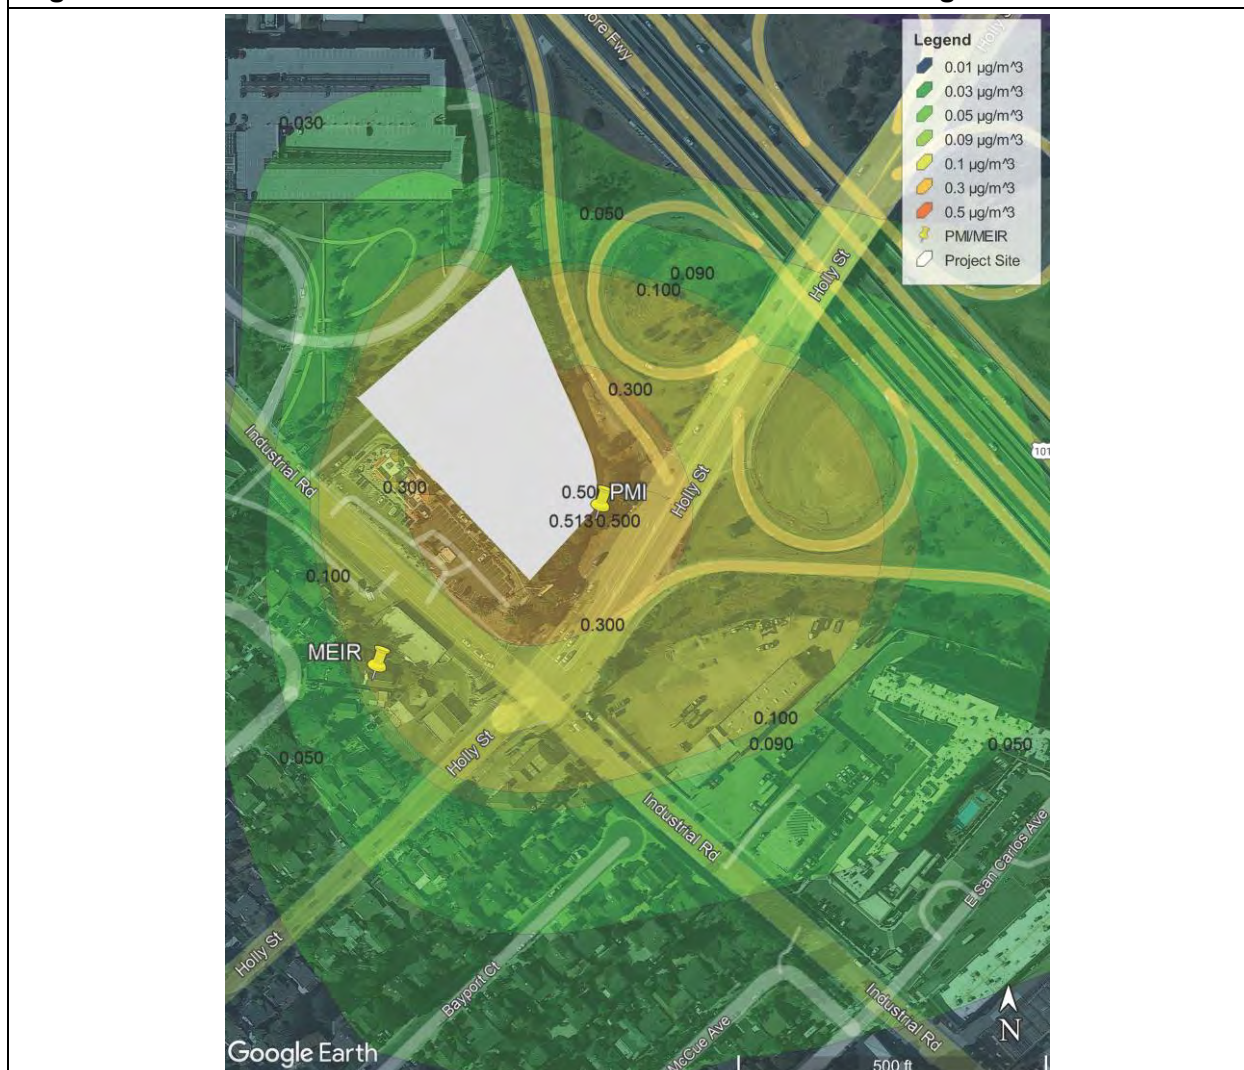 ore Fwy
Holly S
Legend
0.01 µg/m^3
0.03 µg/m^3
0.05 µg/m^3
0.09 µg/m^3
0.1 µg/m^3
0.3 µg/m^3
0.5 µg/m^3
PMI/MEIR
Project Site
0.030
0.050
0.090
0.100
Holly St
0.300
Industrial Rd
101
0.300
0.50
PMI
Holly St
0.513
0.500
0.100
0.300
MEIR
0.100
0.090
0.050
0.050
Holly St
Industrial Rd
E San Carlos Ave
Holly St
Bayport Ct
McCue Ave
Industrial Rd
N
Google Earth
500 ft